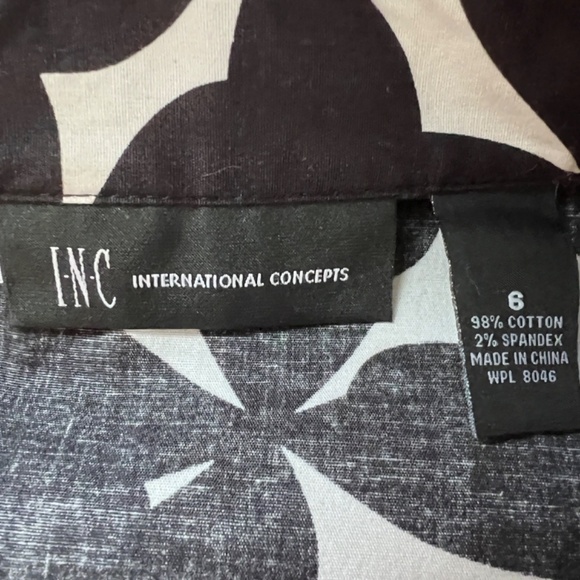 I·N·C INTERNATIONAL CONCEPTS
6
98% COTTON
2% SPANDEX
MADE IN CHINA
WPL 8046